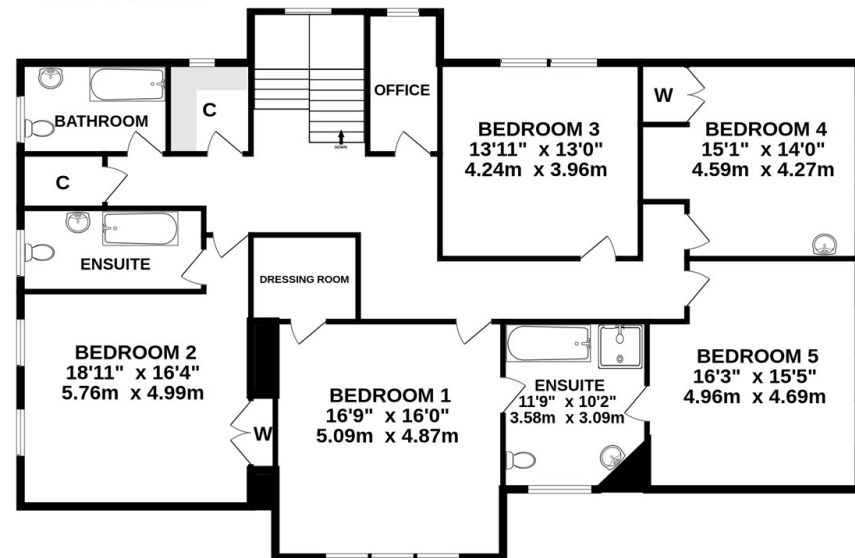 BATHROOM
C
OFFICE
DOWN
BEDROOM 3
13'11" x 13'0"
4.24m x 3.96m
W
BEDROOM 4
15'1" x 14'0"
4.59m x 4.27m
C
ENSUITE
DRESSING ROOM
BEDROOM 2
18'11" x 16'4"
5.76m x 4.99m
W
BEDROOM 1
16'9" x 16'0"
5.09m x 4.87m
ENSUITE
11'9" x 10'2"
3.58m x 3.09m
BEDROOM 5
16'3" x 15'5"
4.96m x 4.69m